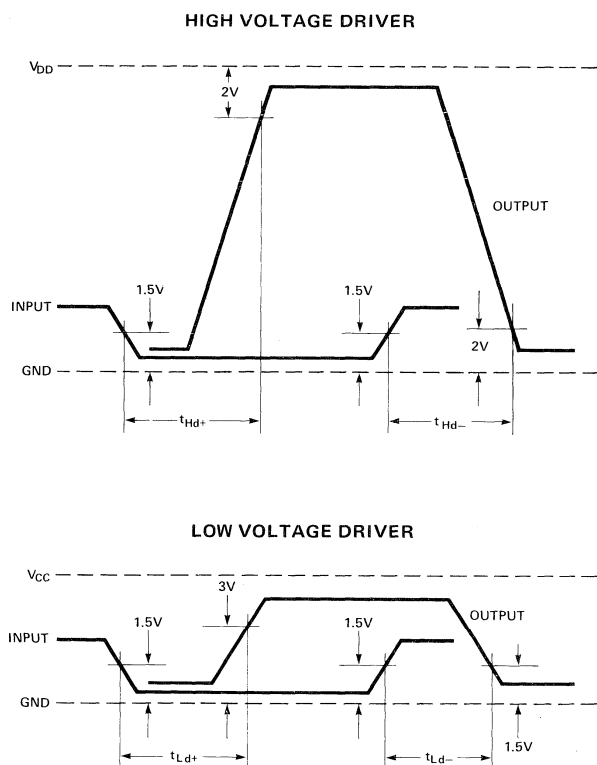 HIGH VOLTAGE DRIVER
VDD
2V
OUTPUT
1.5V
1.5V
INPUT
2V
GND
tHd+
tHd−
LOW VOLTAGE DRIVER
VCC
3V
1.5V
1.5V
OUTPUT
INPUT
GND
1.5V
tLd+
tLd−